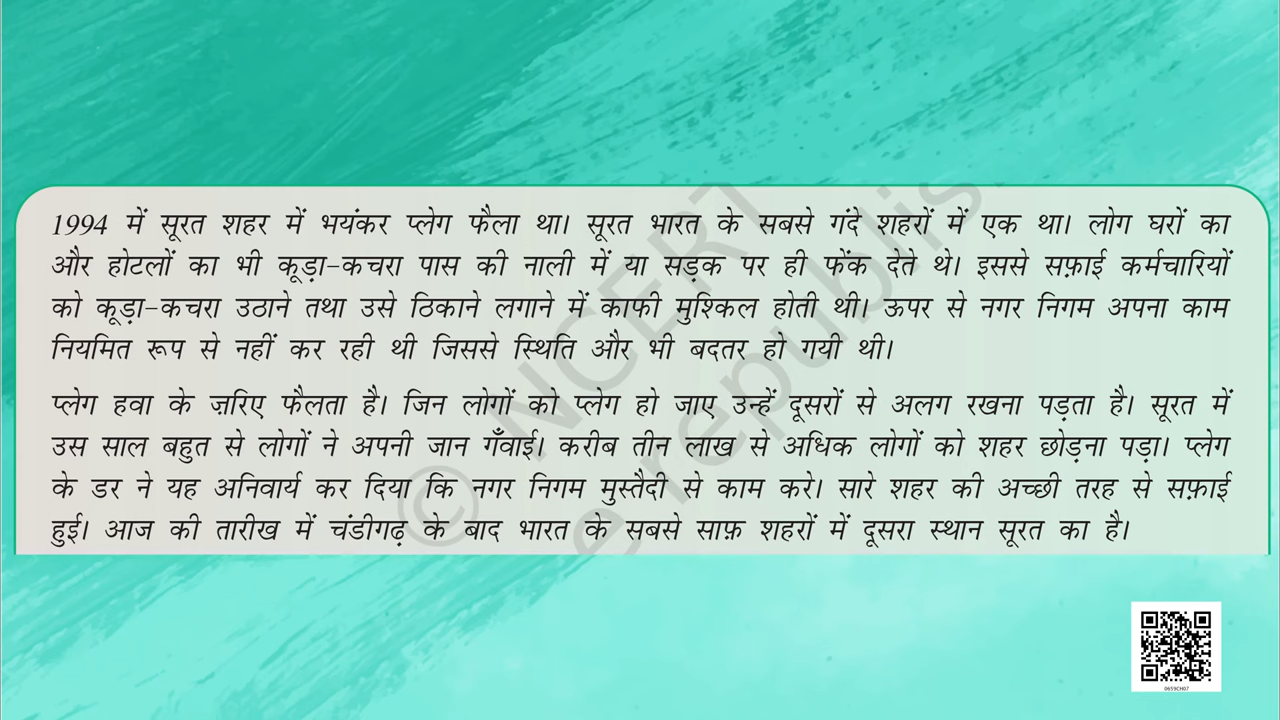 1994 में सूरत शहर में भयंकर प्लेग फैला था। सूरत भारत के सबसे गंदे शहरों में एक था। लोग घरों का
और होटलों का भी कूड़ा-कचरा पास की नाली में या सड़क पर ही फेंक देते थे। इससे सफ़ाई कर्मचारियों
को कूड़ा-कचरा उठाने तथा उसे ठिकाने लगाने में काफी मुश्किल होती थी। ऊपर से नगर निगम अपना काम
नियमित रूप से नहीं कर रही थी जिससे स्थिति और भी बदतर हो गयी थी।
प्लेग हवा के ज़रिए फैलता है। जिन लोगों को प्लेग हो जाए उन्हें दूसरों से अलग रखना पड़ता है। सूरत में
उस साल बहुत से लोगों ने अपनी जान गँवाई। करीब तीन लाख से अधिक लोगों को शहर छोड़ना पड़ा। प्लेग
के डर ने यह अनिवार्य कर दिया कि नगर निगम मुस्तैदी से काम करे। सारे शहर की अच्छी तरह से सफ़ाई
हुई। आज की तारीख में चंडीगढ़ के बाद भारत के सबसे साफ़ शहरों में दूसरा स्थान सूरत का है।
© NCERT
e republis
0659CH07